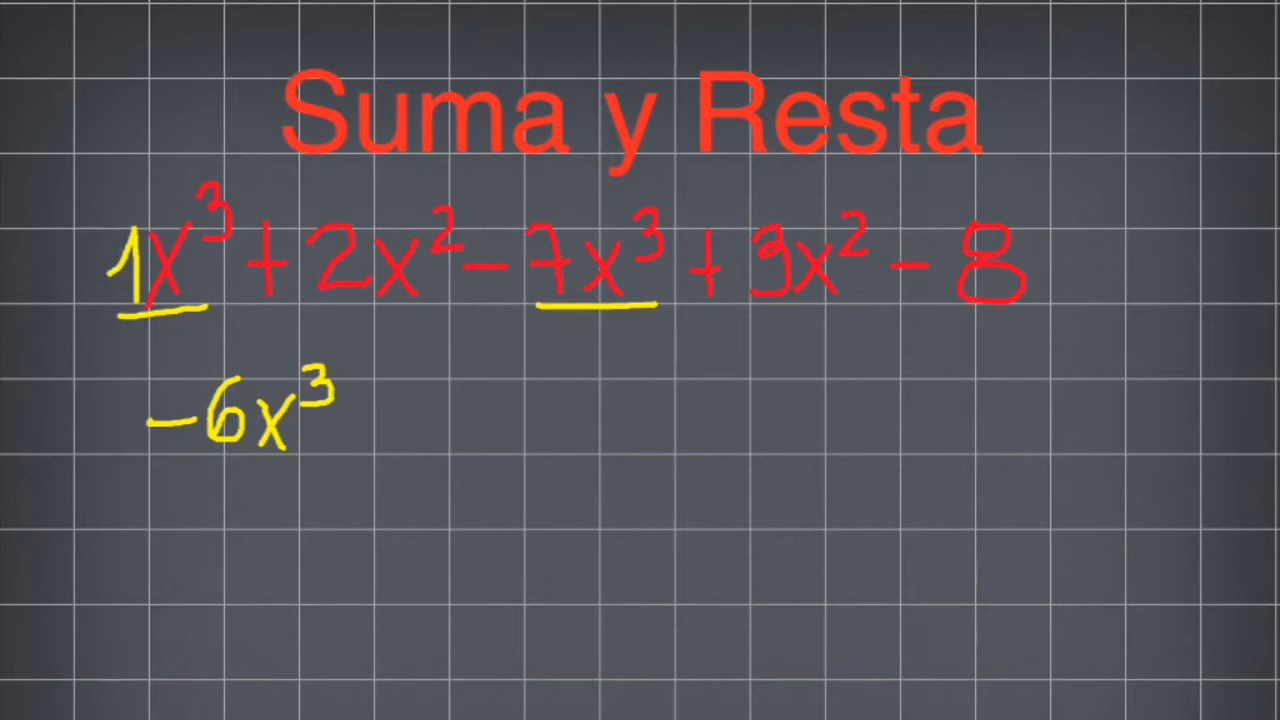 Suma y Resta
1x³ + 2x² - 7x³ + 3x² - 8
-6x³